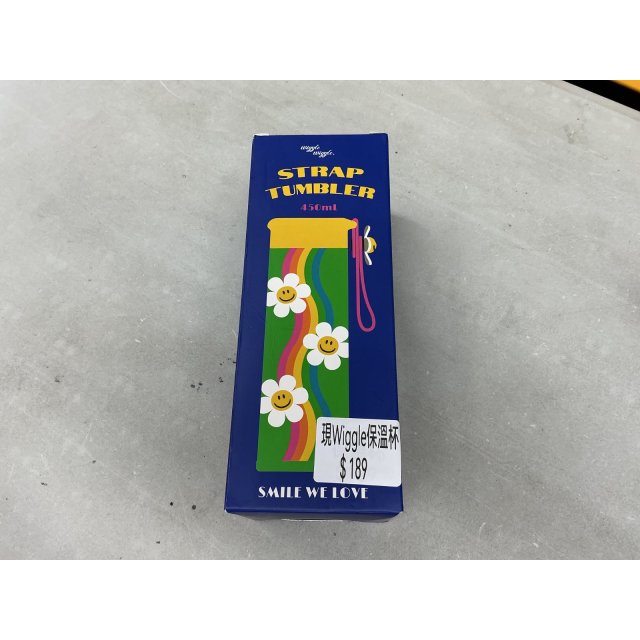 wiggle
wiggle.
STRAP
TUMBLER
450mL
現Wiggle保溫杯
$189
SMILE WE LOVE